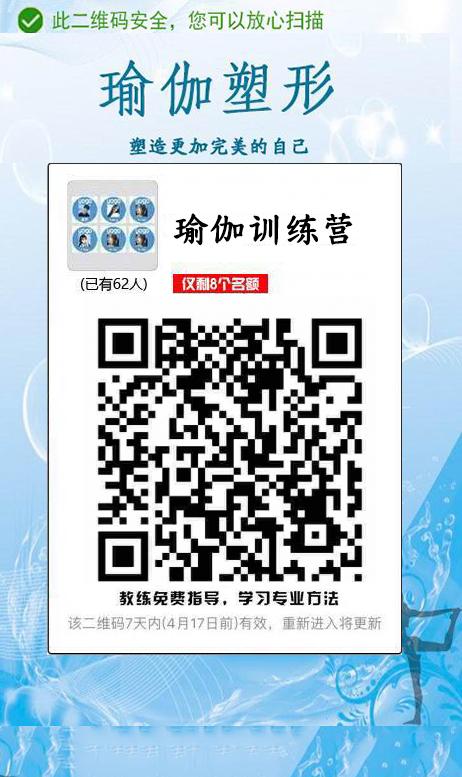 此二维码安全，您可以放心扫描
瑜伽塑形
塑造更加完美的自己
瑜伽训练营
(已有62人)
仅剩8个名额
教练免费指导，学习专业方法
该二维码7天内(4月17日前)有效，重新进入将更新